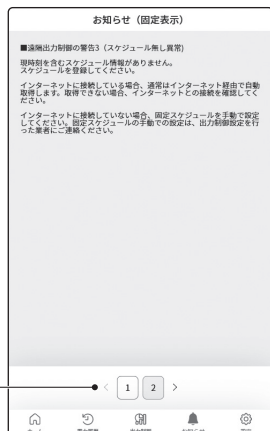 お知らせ（固定表示）
■遠隔出力制御の警告3（スケジュール無し異常)
現時刻を含むスケジュール情報がありません。
スケジュールを登録してください。
インターネットに接続している場合、通常はインターネット経由で自動
取得します。取得できない場合、インターネットとの接続を確認してく
ださい。
インターネットに接続していない場合、固定スケジュールを手動で設定
してください。固定スケジュールの手動での設定は、出力制御設定を行
った業者にご連絡ください。
< 1 2 >